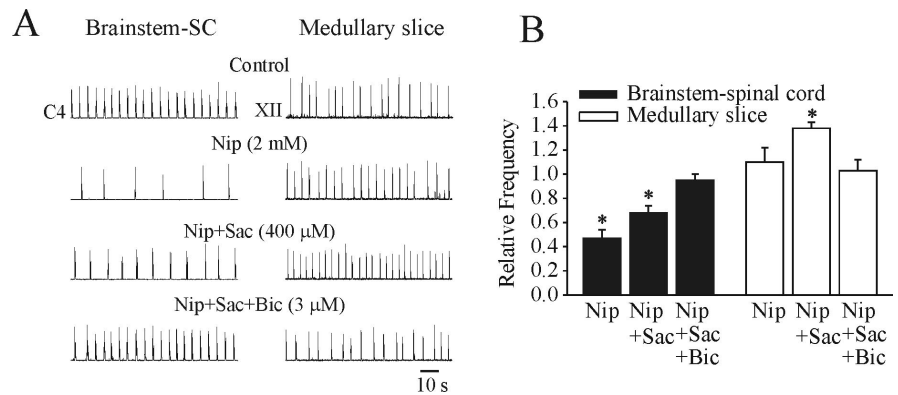 A
Brainstem-SC
Medullary slice
Control
C4
XII
Nip (2 mM)
Nip+Sac (400 μM)
Nip+Sac+Bic (3 μM)
10 s
B
Brainstem-spinal cord
Medullary slice
Relative Frequency
1.6
1.4
1.2
1.0
0.8
0.6
0.4
0.2
0.0
* * *
Nip Nip Nip Nip Nip Nip
+Sac +Sac +Sac +Sac
+Bic +Bic